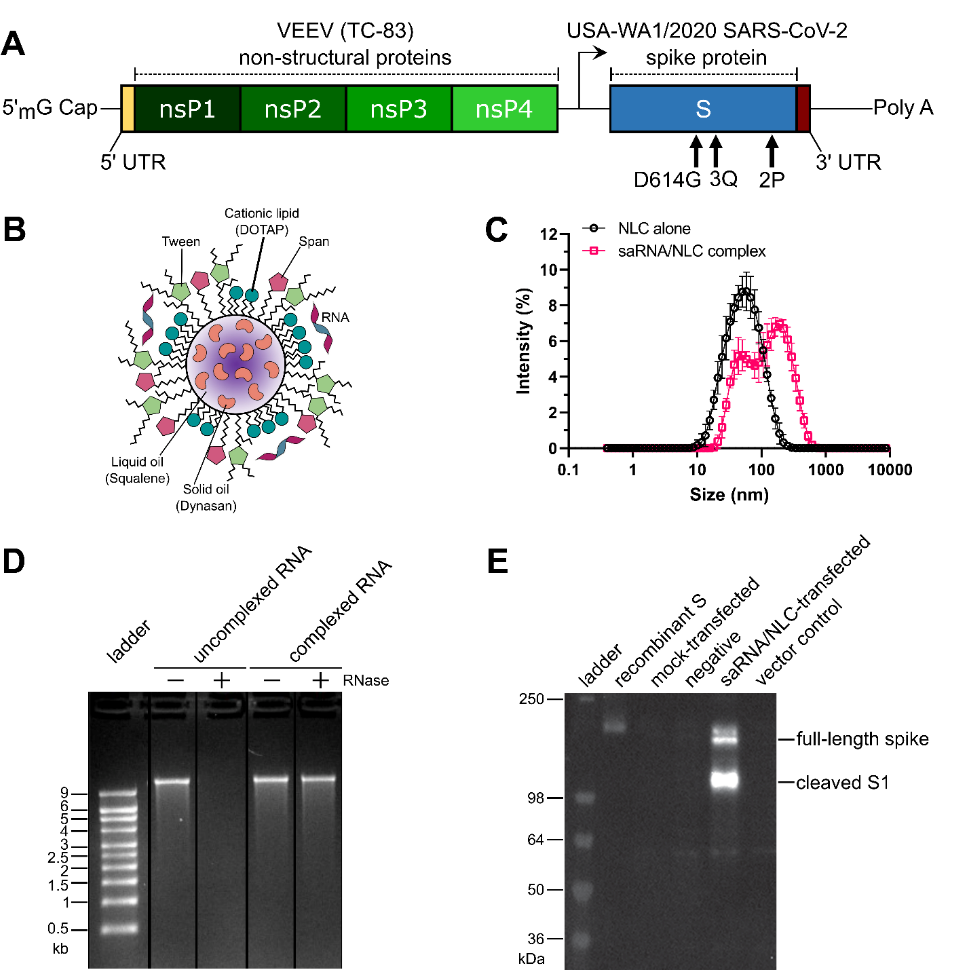 A
VEEV (TC-83)
non-structural proteins
USA-WA1/2020 SARS-CoV-2
spike protein
5'mG Cap
nsP1
nsP2
nsP3
nsP4
S
Poly A
5' UTR
3' UTR
D614G
3Q
2P
B
Cationic lipid
(DOTAP)
Tween
Span
RNA
Liquid oil
(Squalene)
Solid oil
(Dynasan)
C
NLC alone
saRNA/NLC complex
Intensity (%)
12
10
8
6
4
2
0
0.1
1
10
100
1000
10000
Size (nm)
D
ladder
uncomplexed RNA
complexed RNA
− + − + RNase
9
6
5
4
3
2.5
2
1.5
1
0.5
kb
E
ladder
recombinant S
mock-transfected
negative
saRNA/NLC-transfected
vector control
250
98
64
50
36
kDa
full-length spike
cleaved S1